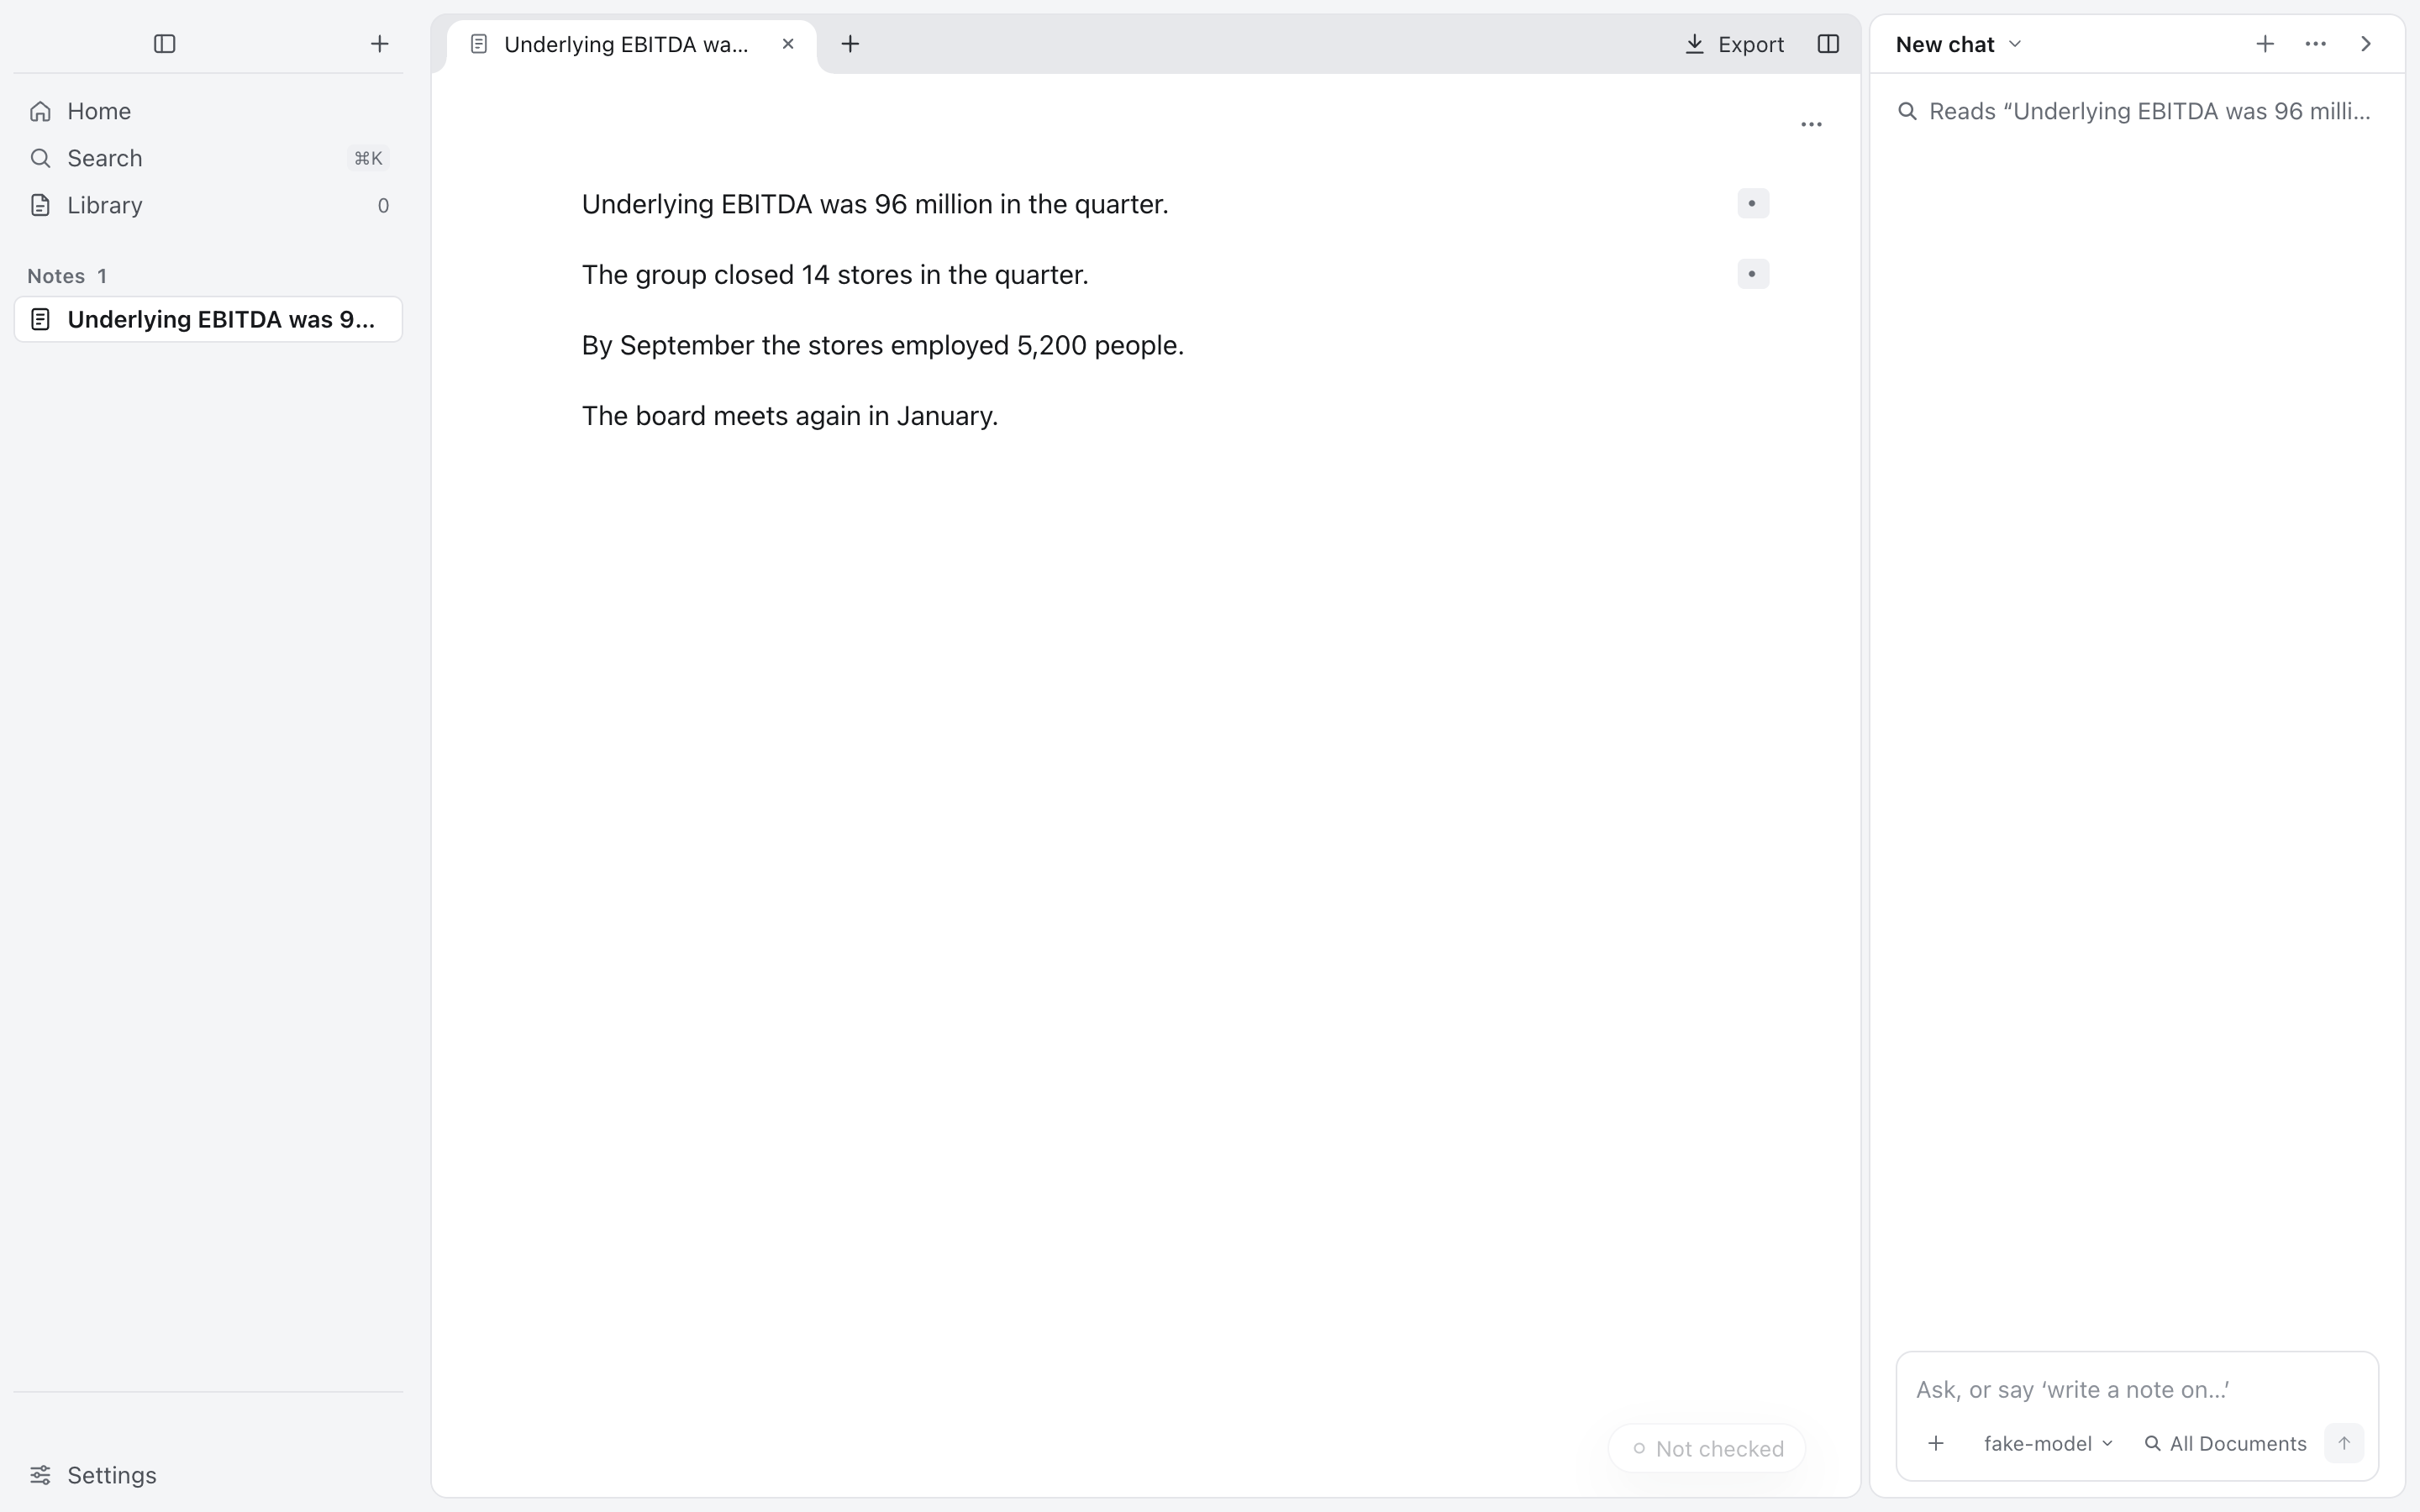 Home
Search ⌘K
Library 0
Notes 1
Underlying EBITDA was 9...
Settings
Underlying EBITDA wa...
Export
Underlying EBITDA was 96 million in the quarter.
The group closed 14 stores in the quarter.
By September the stores employed 5,200 people.
The board meets again in January.
Not checked
New chat
Reads “Underlying EBITDA was 96 milli...
Ask, or say ‘write a note on...’
fake-model
All Documents